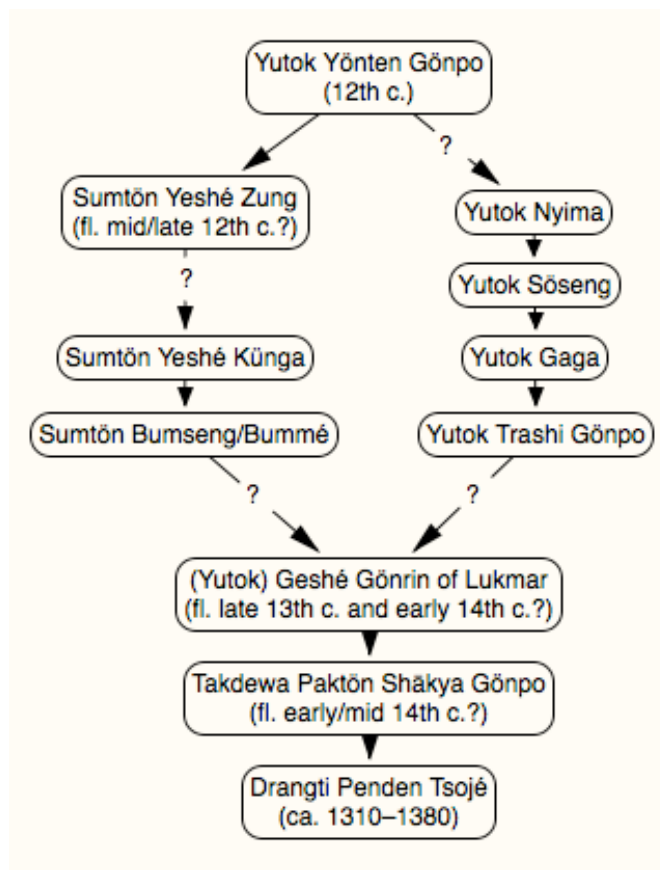 Yutok Yönten Gönpo
(12th c.)
?
Sumtön Yeshé Zung
(fl. mid/late 12th c.?)
Yutok Nyima
?
Yutok Söseng
Sumtön Yeshé Künga
Yutok Gaga
Sumtön Bumseng/Bummé
Yutok Trashi Gönpo
?
?
(Yutok) Geshé Gönrin of Lukmar
(fl. late 13th c. and early 14th c.?)
Takdewa Paktön Shākya Gönpo
(fl. early/mid 14th c.?)
Drangti Penden Tsojé
(ca. 1310–1380)